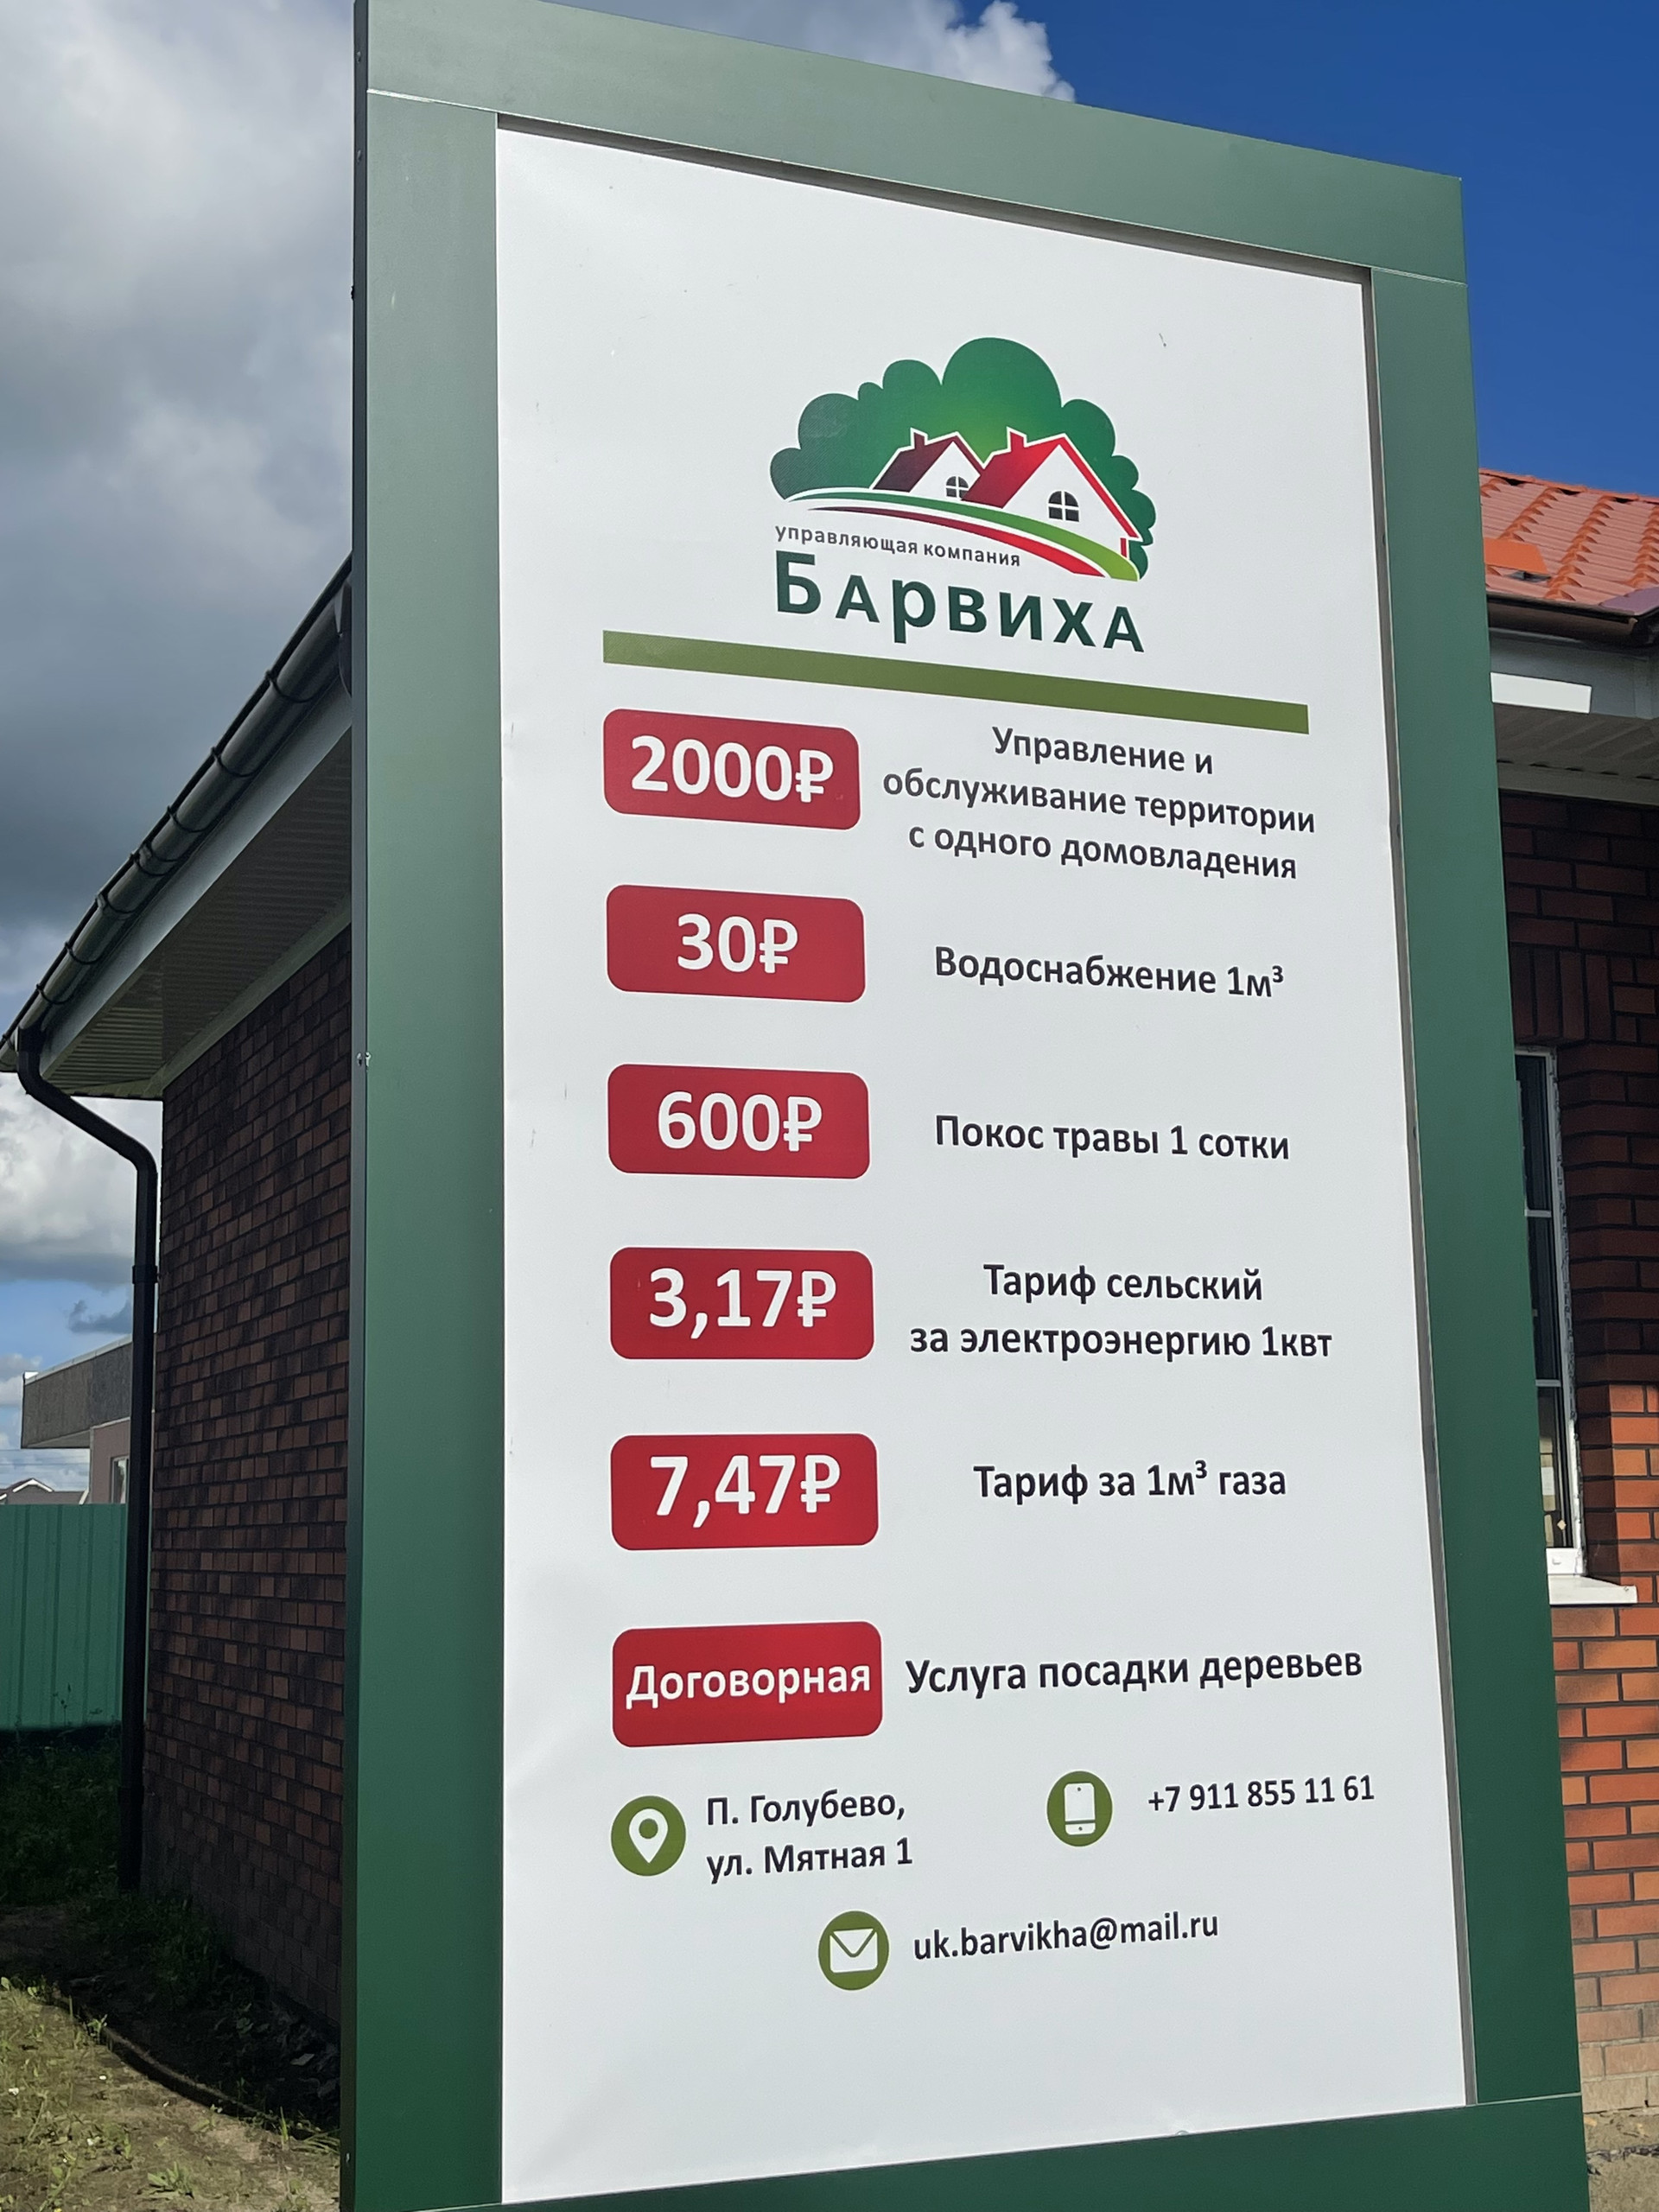 управляющая компания
Барвиха
2000₽
Управление и
обслуживание территории
с одного домовладения
30₽
Водоснабжение 1м³
600₽
Покос травы 1 сотки
3,17₽
Тариф сельский
за электроэнергию 1квт
7,47₽
Тариф за 1м³ газа
Договорная
Услуга посадки деревьев
П. Голубево,
ул. Мятная 1
+7 911 855 11 61
uk.barvikha@mail.ru